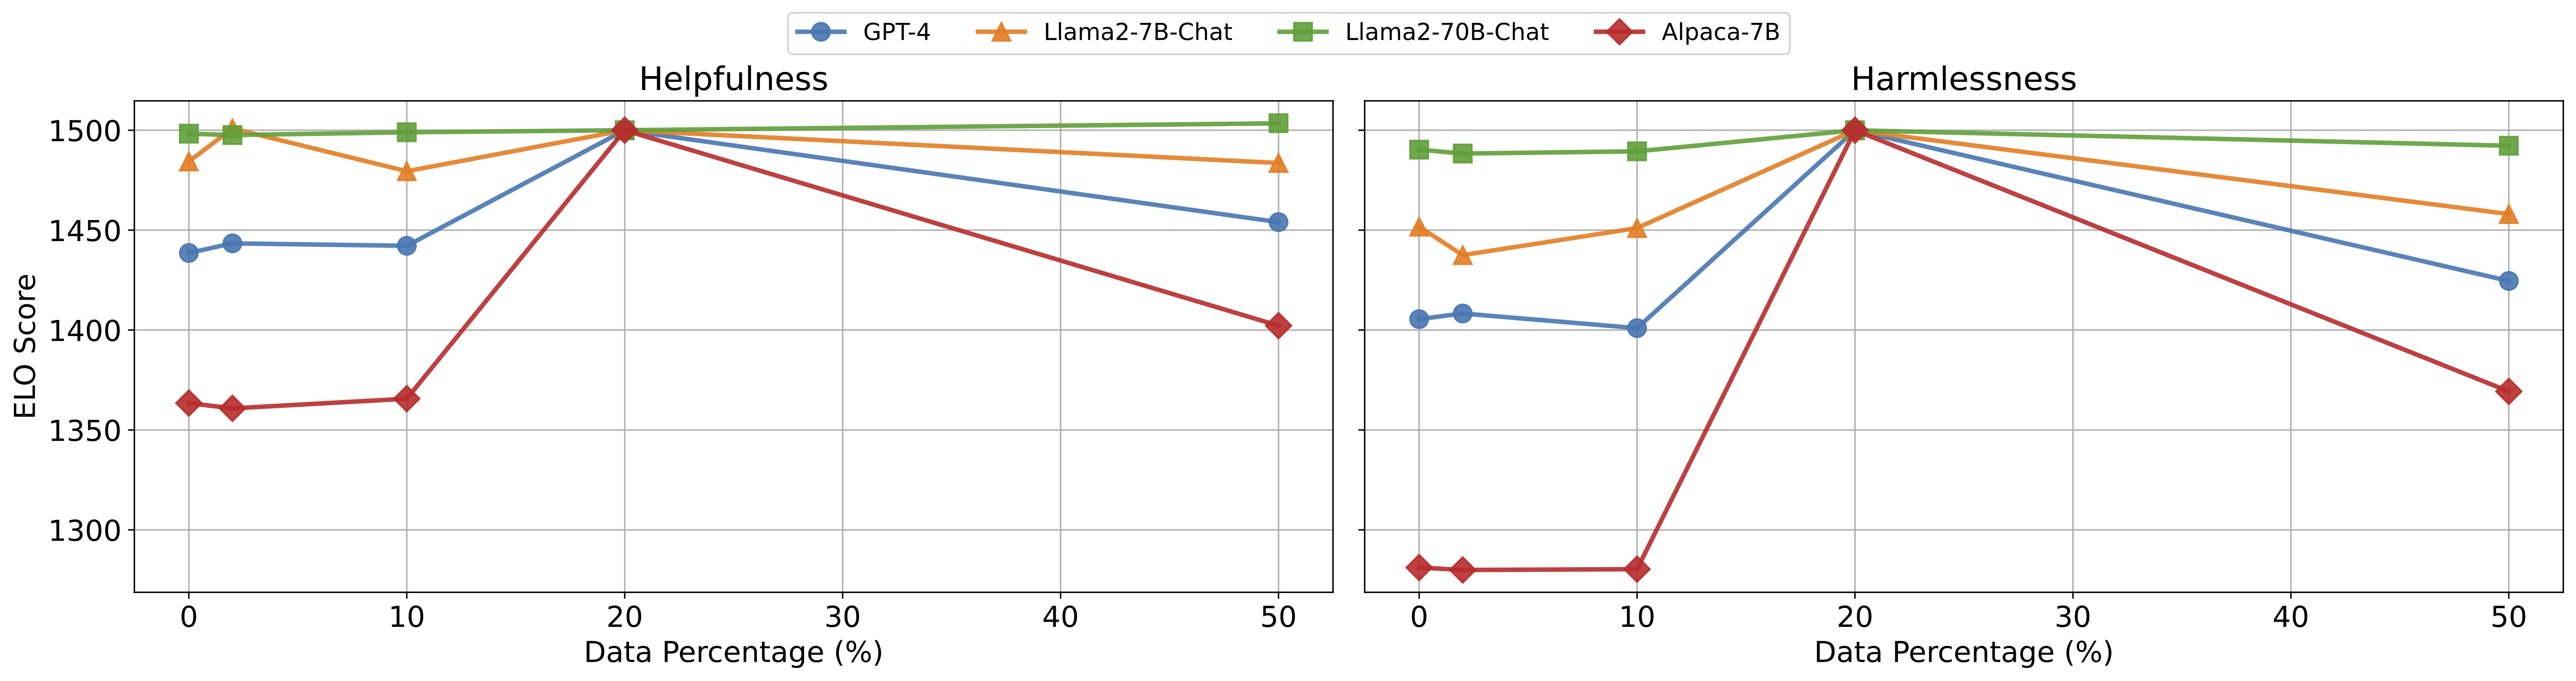 GPT-4 Llama2-7B-Chat Llama2-70B-Chat Alpaca-7B
Helpfulness
ELO Score
1500
1450
1400
1350
1300
0 10 20 30 40 50
Data Percentage (%)
Harmlessness
0 10 20 30 40 50
Data Percentage (%)